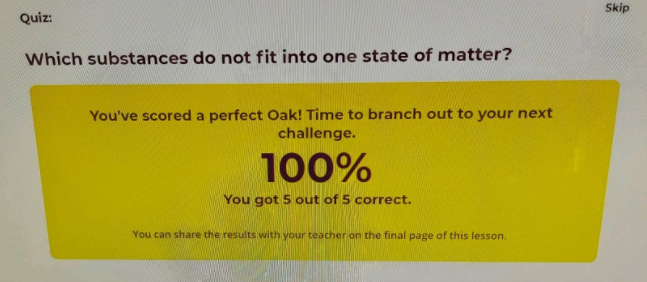 Skip
Quiz:
Which substances do not fit into one state of matter?
You've scored a perfect Oak! Time to branch out to your next
challenge.
100%
You got 5 out of 5 correct.
You can share the results with your teacher on the final page of this lesson.